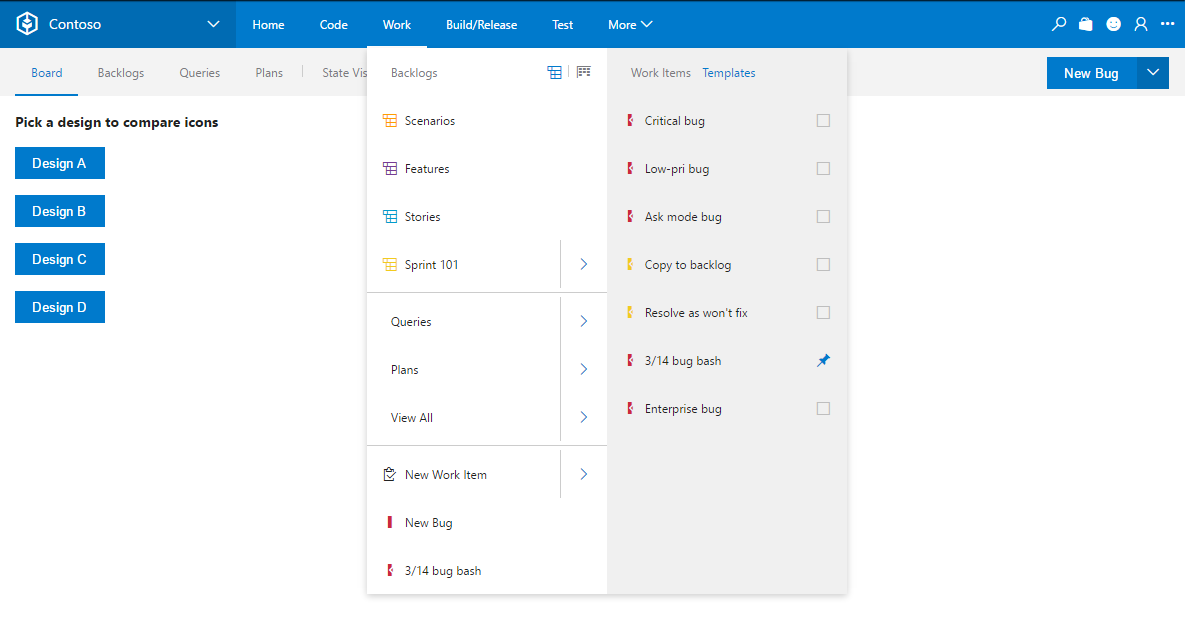 Contoso
Home
Code
Work
Build/Release
Test
More
Board
Backlogs
Queries
Plans
State Vis
New Bug
Pick a design to compare icons
Design A
Design B
Design C
Design D
Backlogs
Scenarios
Features
Stories
Sprint 101
Queries
Plans
View All
New Work Item
New Bug
3/14 bug bash
Work Items
Templates
Critical bug
Low-pri bug
Ask mode bug
Copy to backlog
Resolve as won't fix
3/14 bug bash
Enterprise bug